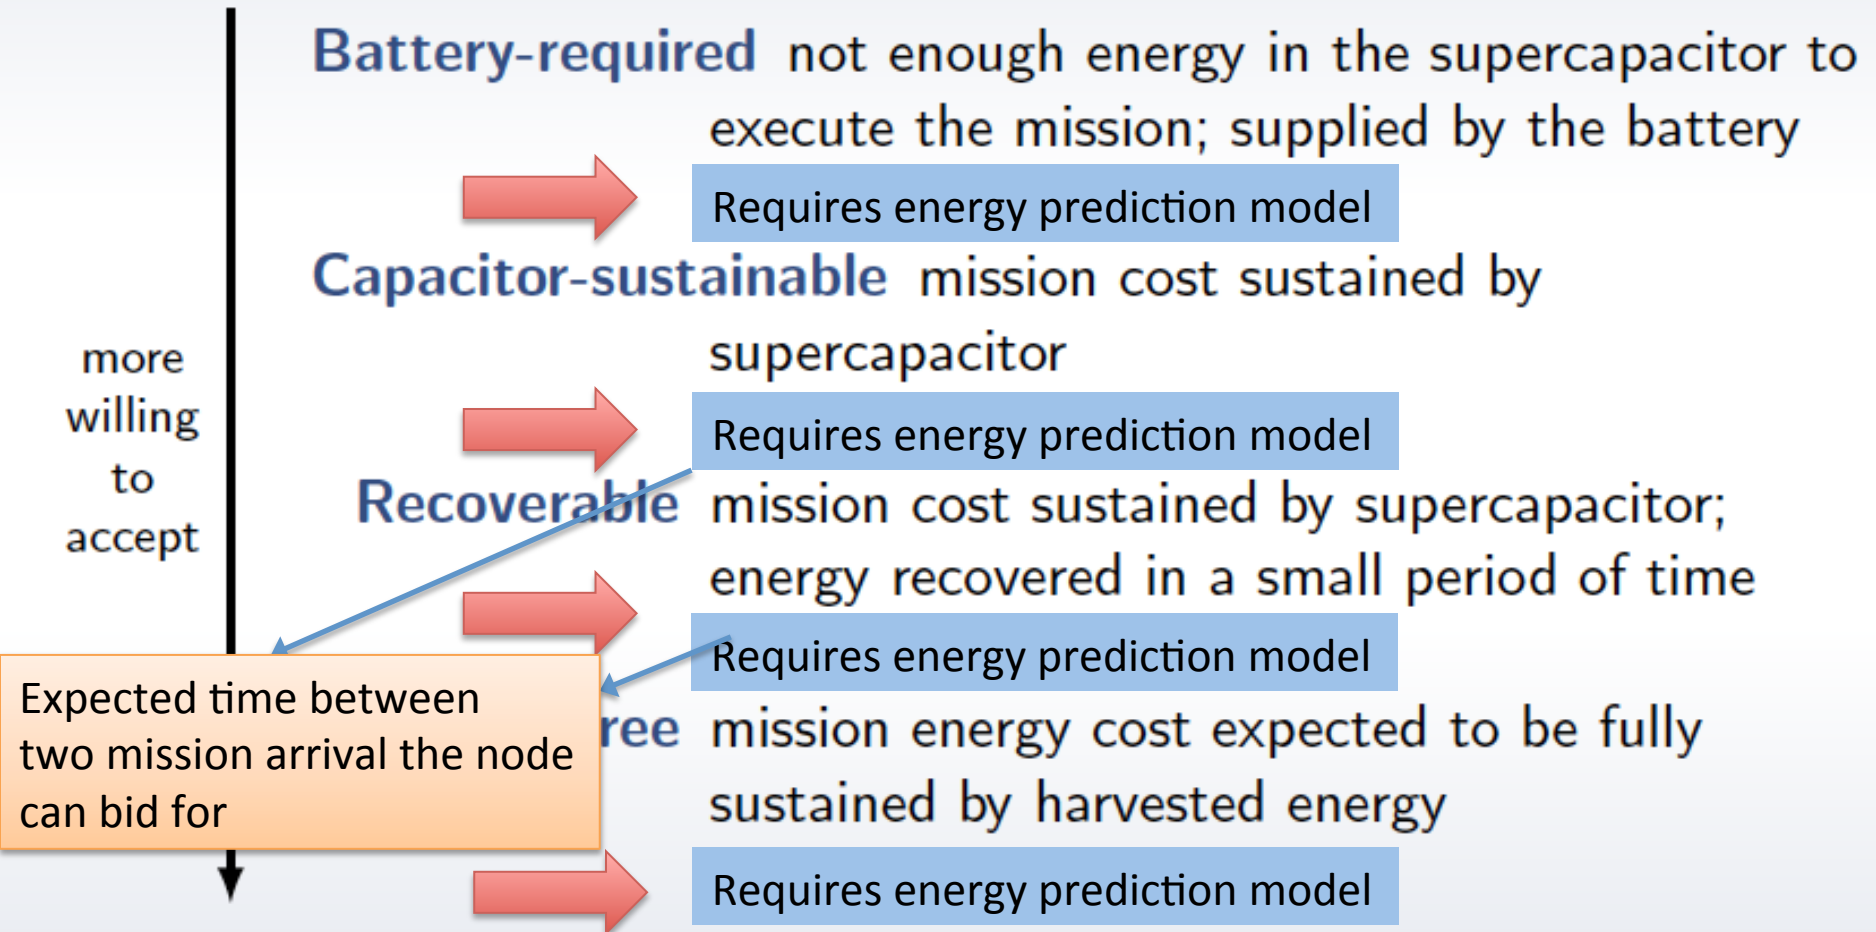 Battery-required not enough energy in the supercapacitor to
execute the mission; supplied by the battery
Requires energy prediction model
Capacitor-sustainable mission cost sustained by
supercapacitor
Requires energy prediction model
more
willing
to
accept
Recoverable mission cost sustained by supercapacitor;
energy recovered in a small period of time
Requires energy prediction model
Expected time between
two mission arrival the node
can bid for
ree mission energy cost expected to be fully
sustained by harvested energy
Requires energy prediction model